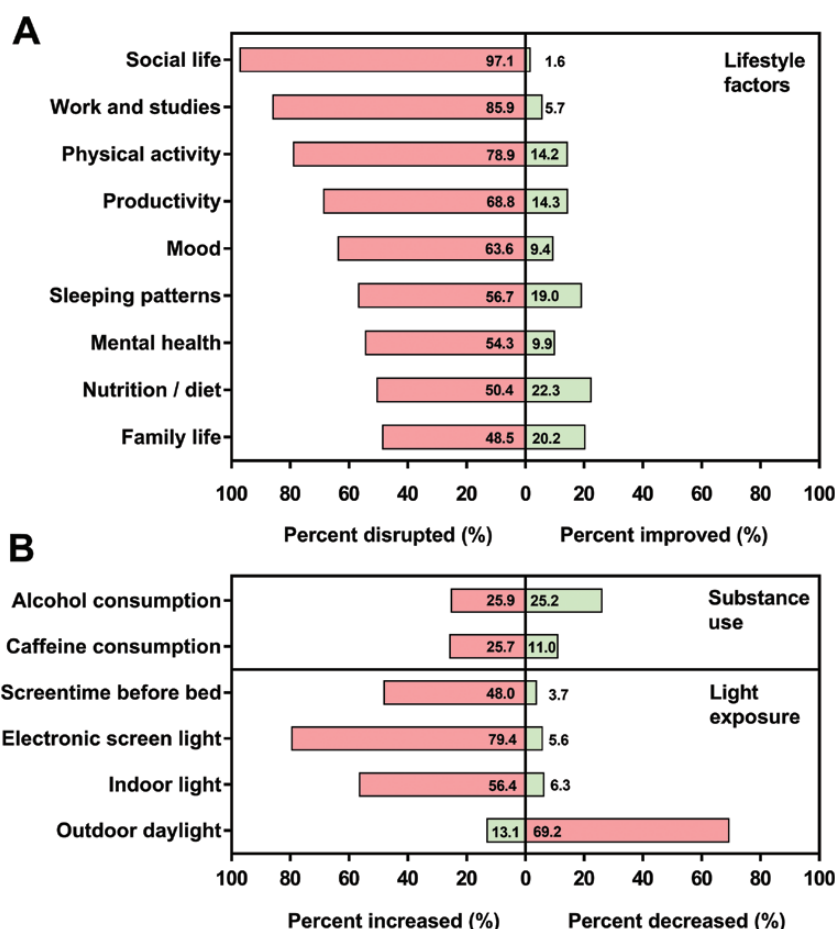 A
Lifestyle
factors
Social life 97.1 1.6
Work and studies 85.9 5.7
Physical activity 78.9 14.2
Productivity 68.8 14.3
Mood 63.6 9.4
Sleeping patterns 56.7 19.0
Mental health 54.3 9.9
Nutrition / diet 50.4 22.3
Family life 48.5 20.2
100 80 60 40 20 0 20 40 60 80 100
Percent disrupted (%) Percent improved (%)
B
Substance
use
Alcohol consumption 25.9 25.2
Caffeine consumption 25.7 11.0
Light
exposure
Screentime before bed 48.0 3.7
Electronic screen light 79.4 5.6
Indoor light 56.4 6.3
Outdoor daylight 13.1 69.2
100 80 60 40 20 0 20 40 60 80 100
Percent increased (%) Percent decreased (%)